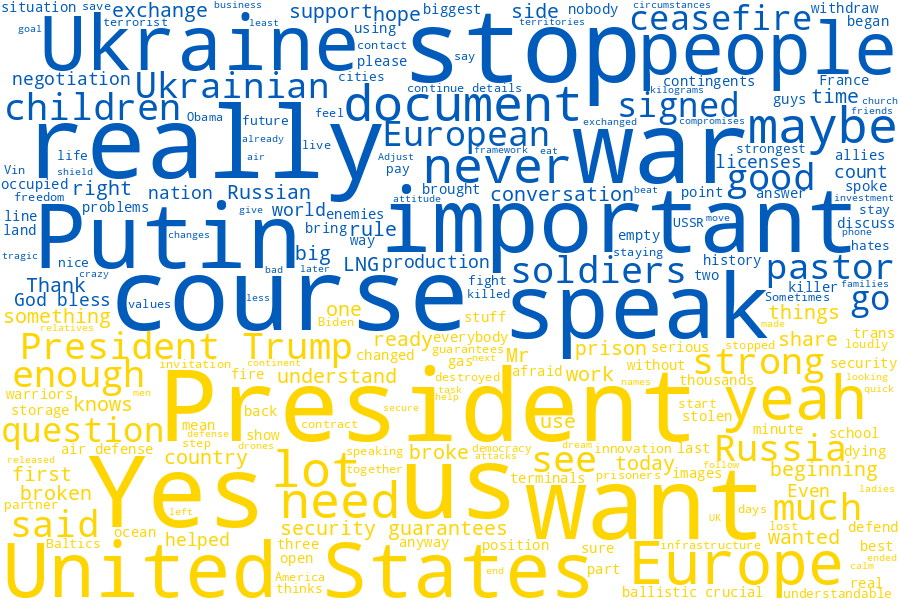 situation save exchange support hope biggest side nobody business circumstances withdraw
goal terrorist least using territories ceasefire began
Ukraine stop people
contact say
please
negotiation Ukrainian cities continue details contingents France
kilograms
children document signed guys time church
Obama future feel exchanged compromises friends
really European war maybe
already live strongest
air Adjust framework eat licenses allies
life never good count
Vin shield pay
occupied right nation Russian brought conversation beat point answer spoke
freedom attitude investment
problems give world enemies important USSR move stay
line Putin bring rule discuss
land changes way empty phone
tragic big staying history hates
nice bad later LNG production soldiers two pastor
crazy fight killer families
Thank course killed speak Sometimes go
God bless values less
something one stuff things
relatives Biden made
President Trump ready everybody prison serious stopped share trans
changed guarantees Mr loudly
enough invitation continent gas next without strong security
fire understand destroyed afraid work thousands looking
warriors men task names quick
storage knows back help President start yeah
contract secure use stolen
question mean show minute school
defense
air defense step drones speaking broke democracy dream innovation last Russia dying
released country attacks see follow
first lot together today images beginning
Yes us terminals prisoners
broken need want Even ladies
partner left days much
said security guarantees UK lost defend
ocean wanted
Baltics helped three anyway position sure infrastructure best
open ended
United States end part Europe calm
America real
thinks ballistic crucial understandable